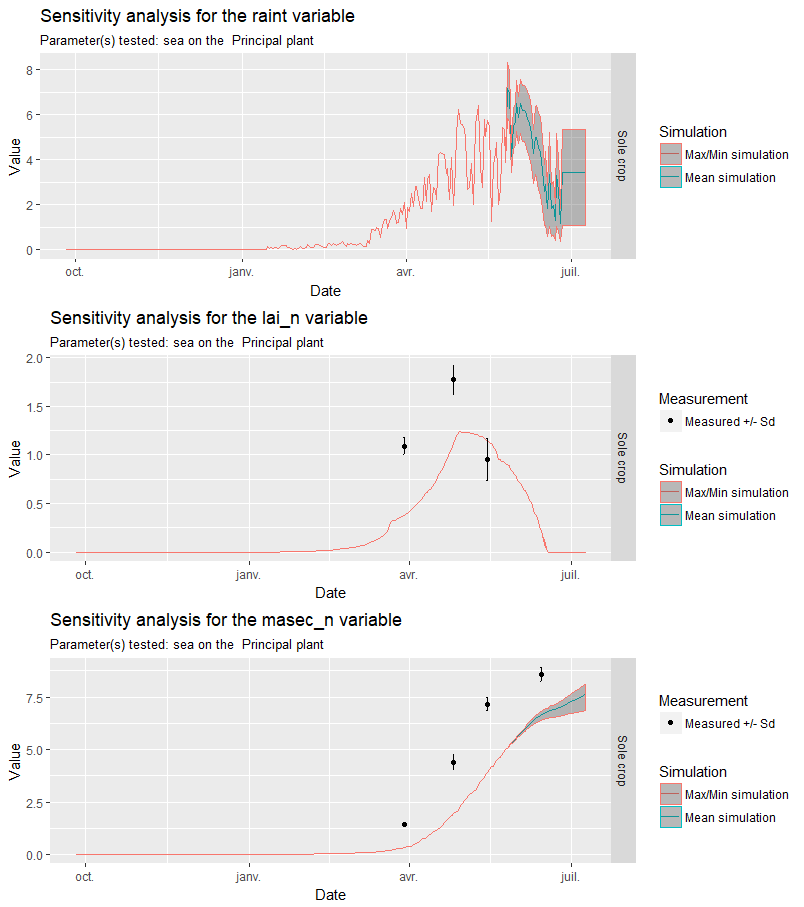 Sensitivity analysis for the raint variable
Parameter(s) tested: sea on the  Principal plant
8
6
4
2
0
Value
Sole crop
oct.
janv.
avr.
juil.
Date
Simulation
Max/Min simulation
Mean simulation
Sensitivity analysis for the lai_n variable
Parameter(s) tested: sea on the  Principal plant
2.0
1.5
1.0
0.5
0.0
Value
Sole crop
oct.
janv.
avr.
juil.
Date
Measurement
Measured +/- Sd
Simulation
Max/Min simulation
Mean simulation
Sensitivity analysis for the masec_n variable
Parameter(s) tested: sea on the  Principal plant
7.5
5.0
2.5
0.0
Value
Sole crop
oct.
janv.
avr.
juil.
Date
Measurement
Measured +/- Sd
Simulation
Max/Min simulation
Mean simulation